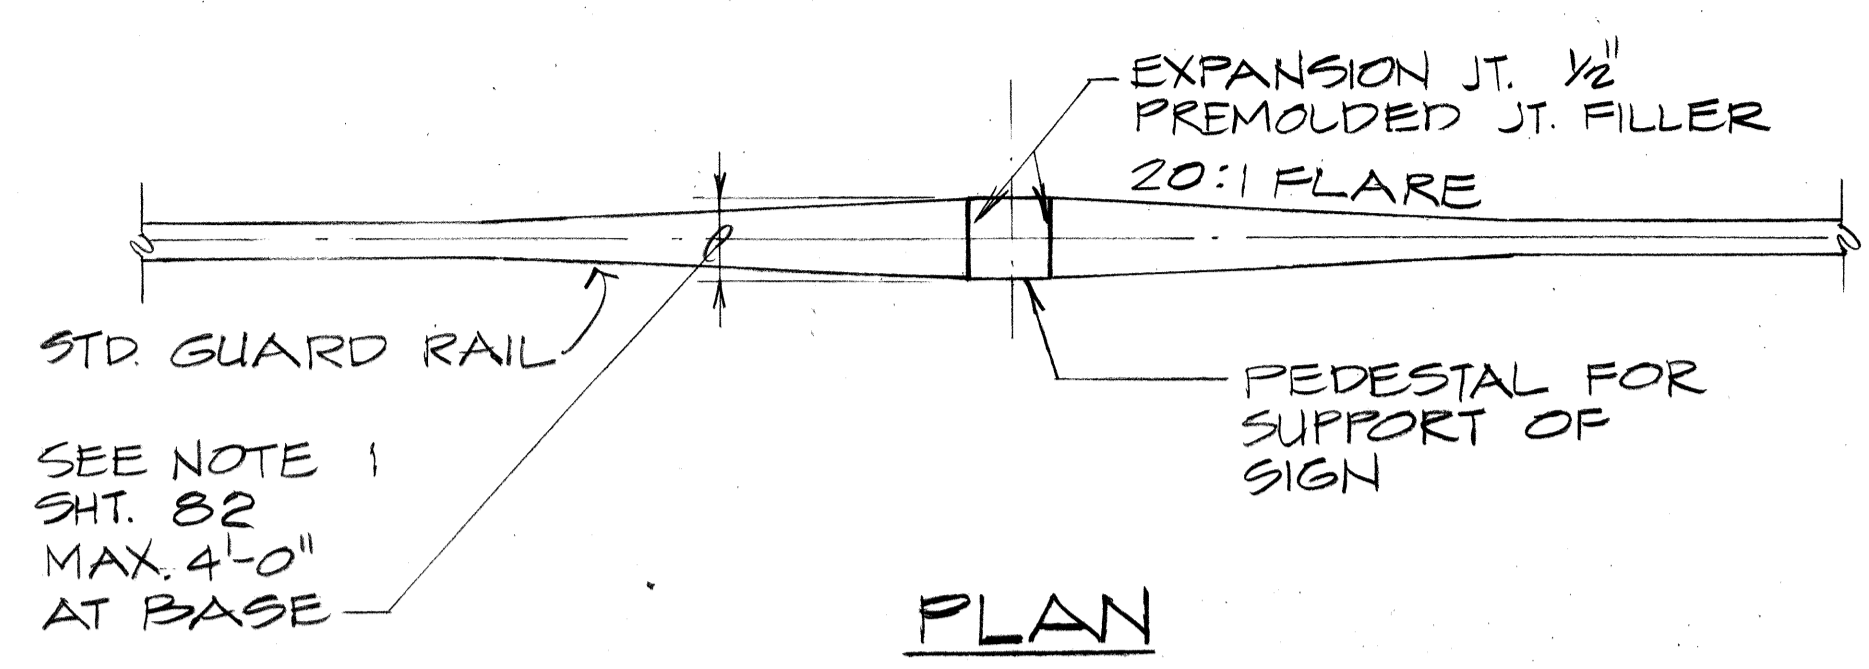 EXPANSION JT. 1/2"
PREMOLDED JT. FILLER
20:1 FLARE
STD. GUARD RAIL
PEDESTAL FOR
SUPPORT OF
SIGN
SEE NOTE 1
SHT. 82
MAX. 4'-0"
AT BASE
PLAN